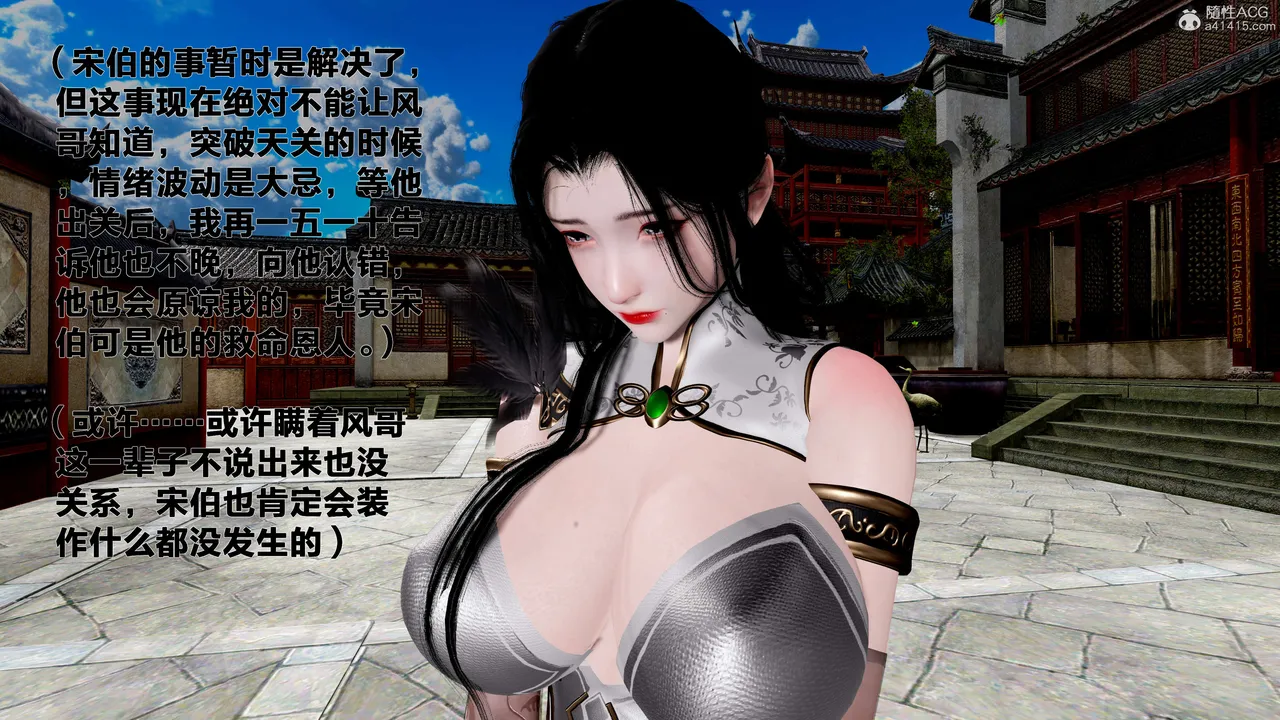 （宋伯的事暂时是解决了，
但这事现在绝对不能让风
哥知道，突破天关的时候
，情绪波动是大忌，等他
出关后，我再一五一十告
诉他也不晚，向他认错，
他也会原谅我的，毕竟宋
伯可是他的救命恩人。）
（或许……或许瞒着风哥
这一辈子不说出来也没
关系，宋伯也肯定会装
作什么都没发生的）
隨性ACG
a41415.com